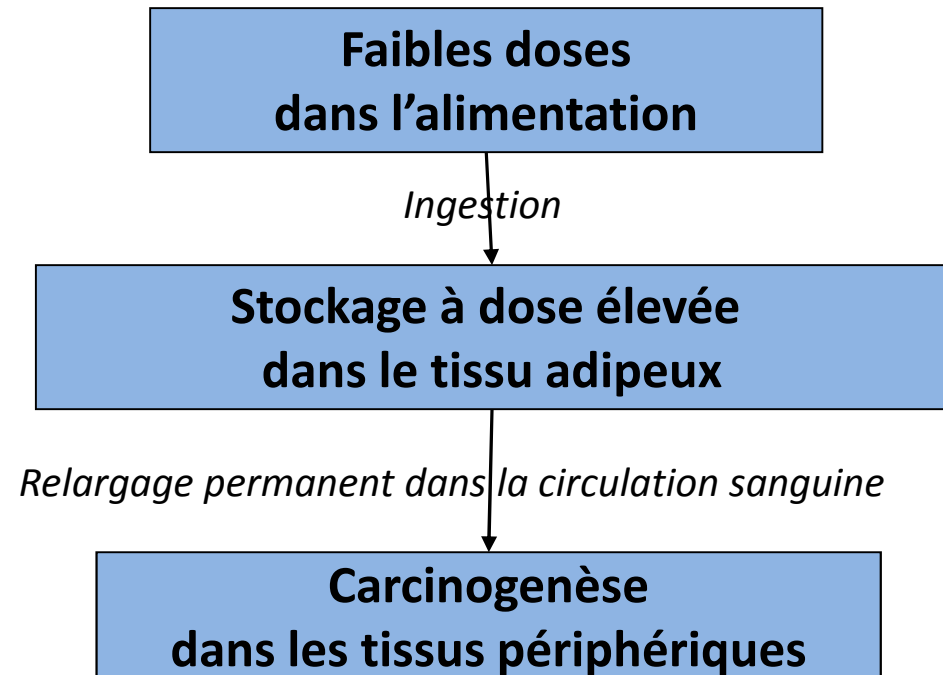 Faibles doses
dans l’alimentation
Ingestion
Stockage à dose élevée
dans le tissu adipeux
Relargage permanent dans la circulation sanguine
Carcinogenèse
dans les tissus périphériques